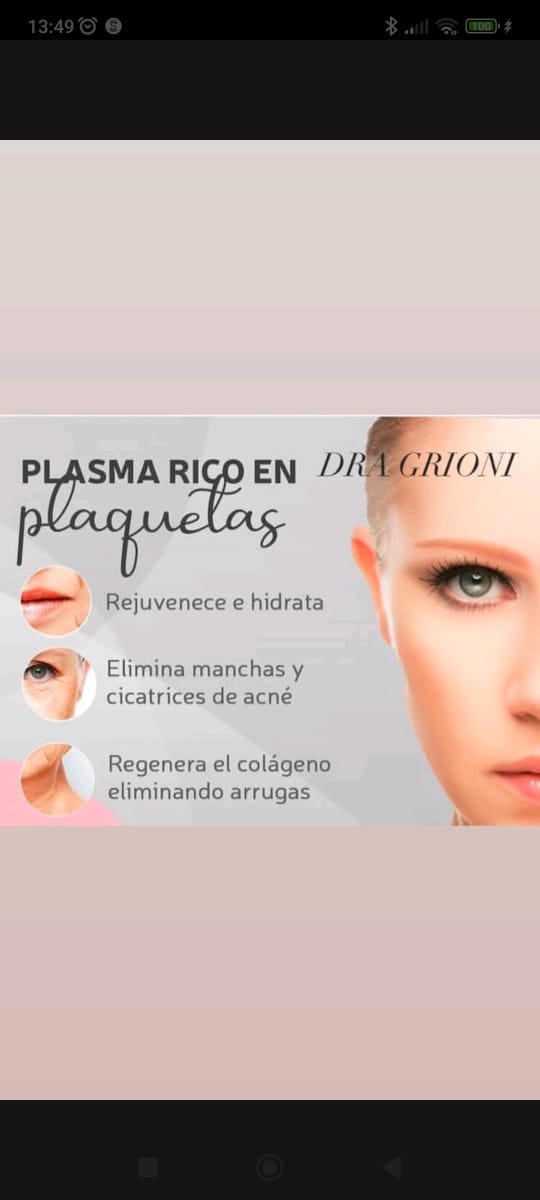 13:49
100
PLASMA RICO EN
plaquetas
DRA GRIONI
Rejuvenece e hidrata
Elimina manchas y
cicatrices de acné
Regenera el colágeno
eliminando arrugas